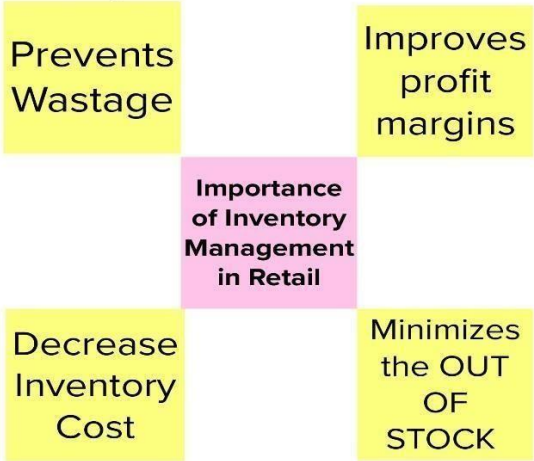 Prevents
Wastage
Improves
profit
margins
Importance
of Inventory
Management
in Retail
Decrease
Inventory
Cost
Minimizes
the OUT
OF
STOCK